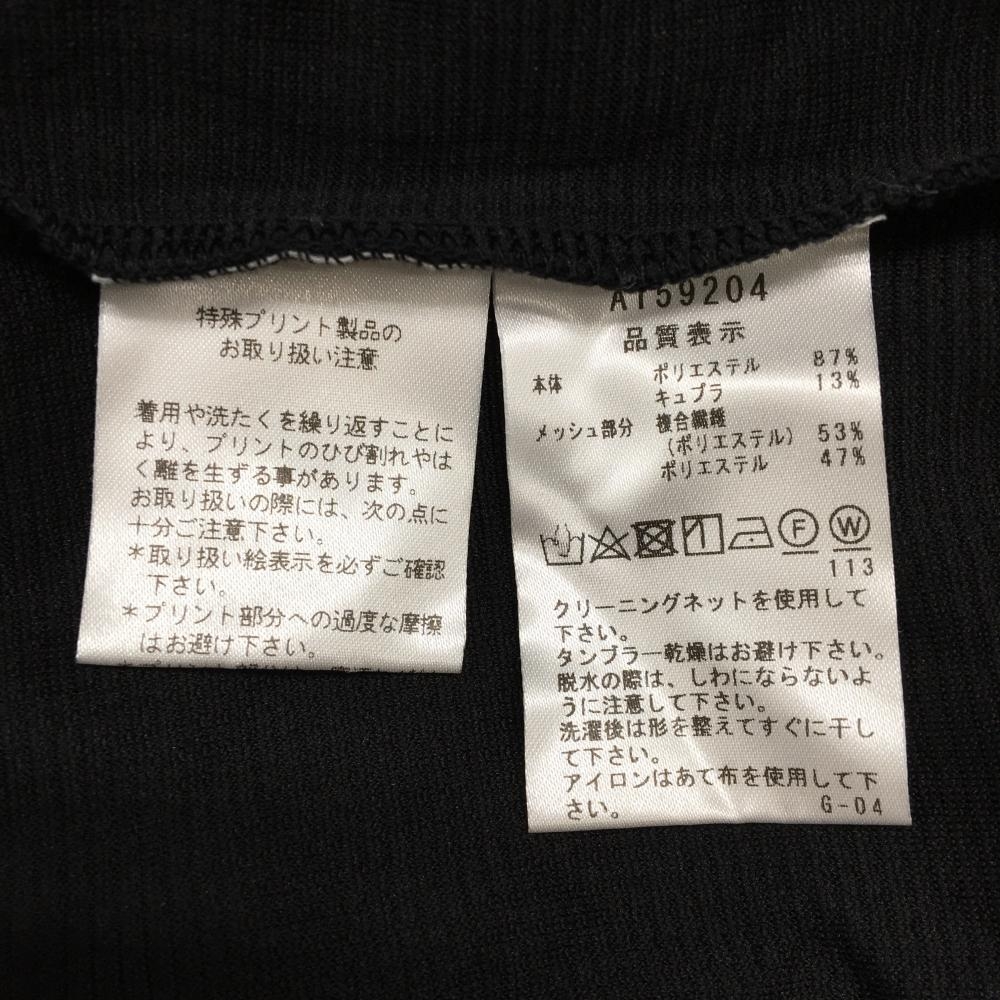 特殊プリント製品の
お取り扱い注意
着用や洗たくを繰り返すことに
より、プリントのひび割れやは
く離を生ずる事があります。
お取り扱いの際には、次の点に
十分ご注意下さい。
*取り扱い絵表示を必ずご確認
下さい。
*プリント部分への過度な摩擦
はお避け下さい。
A159204
品質表示
本体 ポリエステル 87%
キュプラ 13%
メッシュ部分 複合繊維
(ポリエステル) 53%
ポリエステル 47%
F W
113
クリーニングネットを使用して
下さい。
タンブラー乾燥はお避け下さい。
脱水の際は、しわにならないよ
うに注意して下さい。
洗濯後は形を整えてすぐに干し
て下さい。
アイロンはあて布を使用して下
さい。 G-04